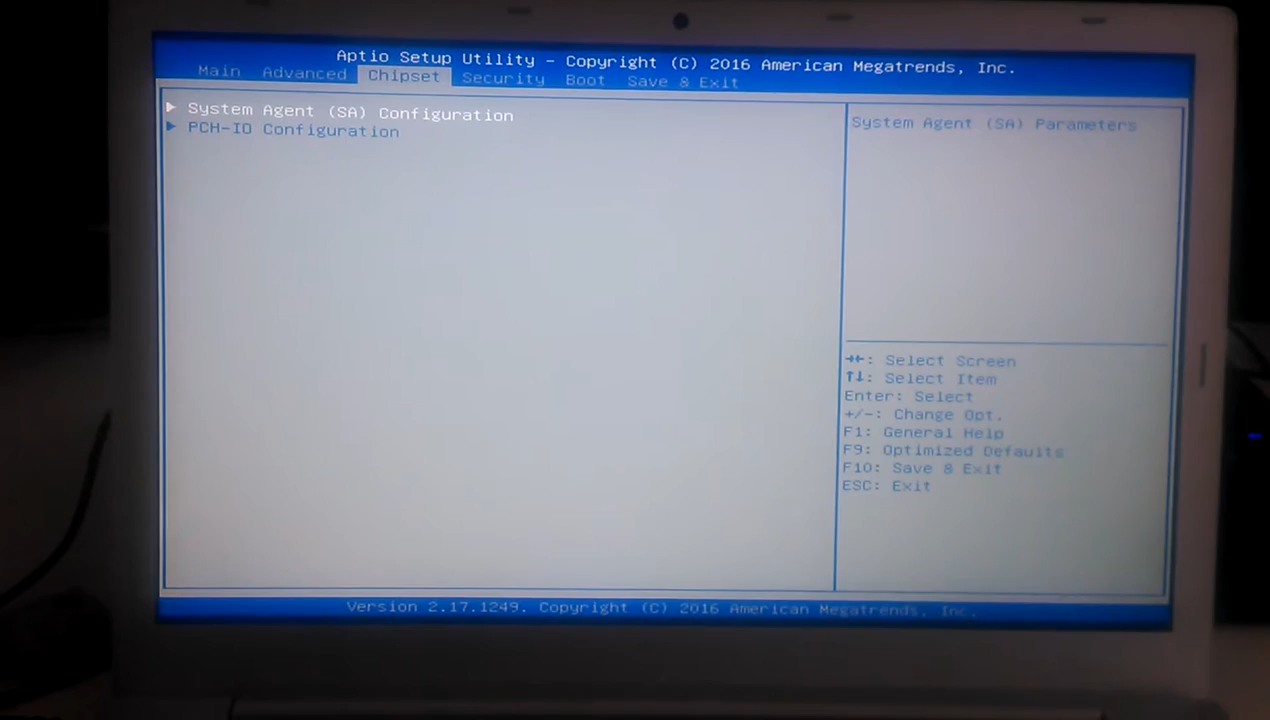 Aptio Setup Utility - Copyright (C) 2016 American Megatrends, Inc.
Main Advanced Chipset Security Boot Save & Exit
System Agent (SA) Configuration
PCH-IO Configuration
System Agent (SA) Parameters
→←: Select Screen
↑↓: Select Item
Enter: Select
+/-: Change Opt.
F1: General Help
F9: Optimized Defaults
F10: Save & Exit
ESC: Exit
Version 2.17.1249. Copyright (C) 2016 American Megatrends, Inc.